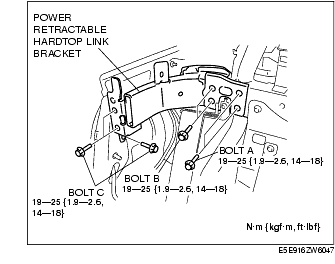 POWER
RETRACTABLE
HARDTOP LINK
BRACKET
BOLT A
19—25 {1.9—2.6, 14—18}
BOLT B
19—25 {1.9—2.6, 14—18}
BOLT C
19—25 {1.9—2.6,
14—18}
N·m {kgf·m, ft·lbf}
E5E916ZW6047